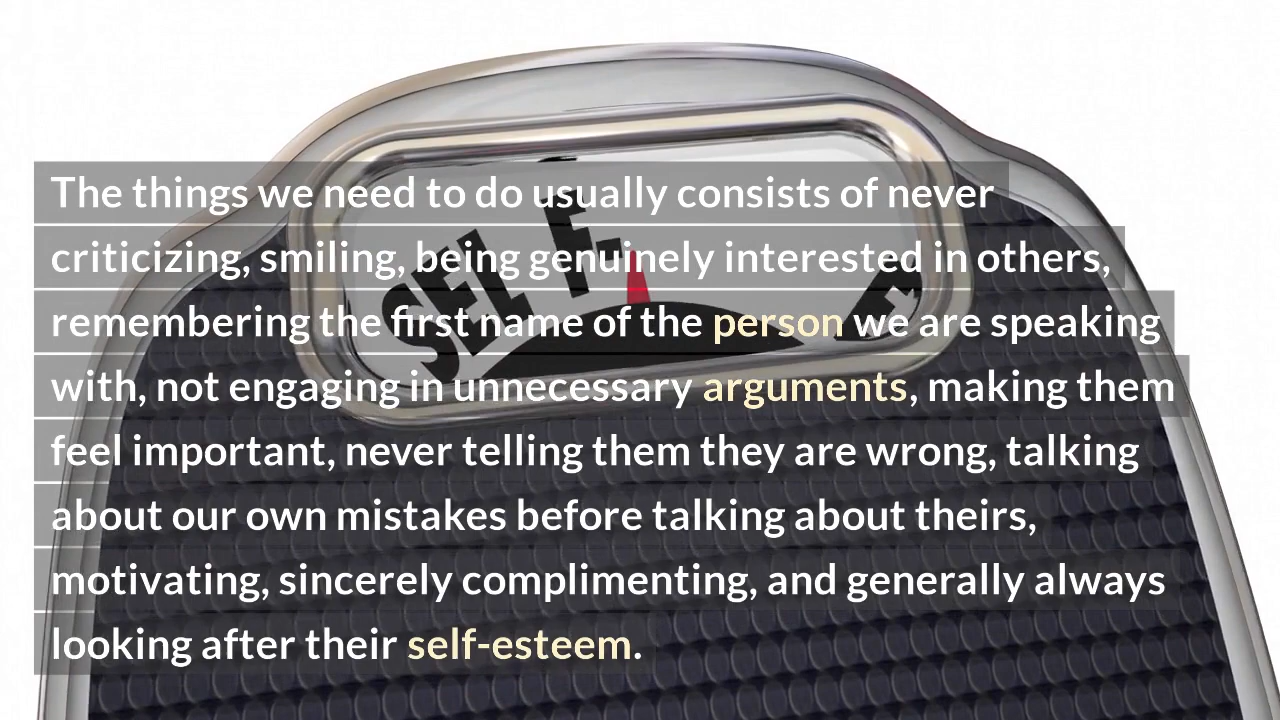 The things we need to do usually consists of never
criticizing, smiling, being genuinely interested in others,
remembering the first name of the person we are speaking
with, not engaging in unnecessary arguments, making them
feel important, never telling them they are wrong, talking
about our own mistakes before talking about theirs,
motivating, sincerely complimenting, and generally always
looking after their self-esteem.
SELF